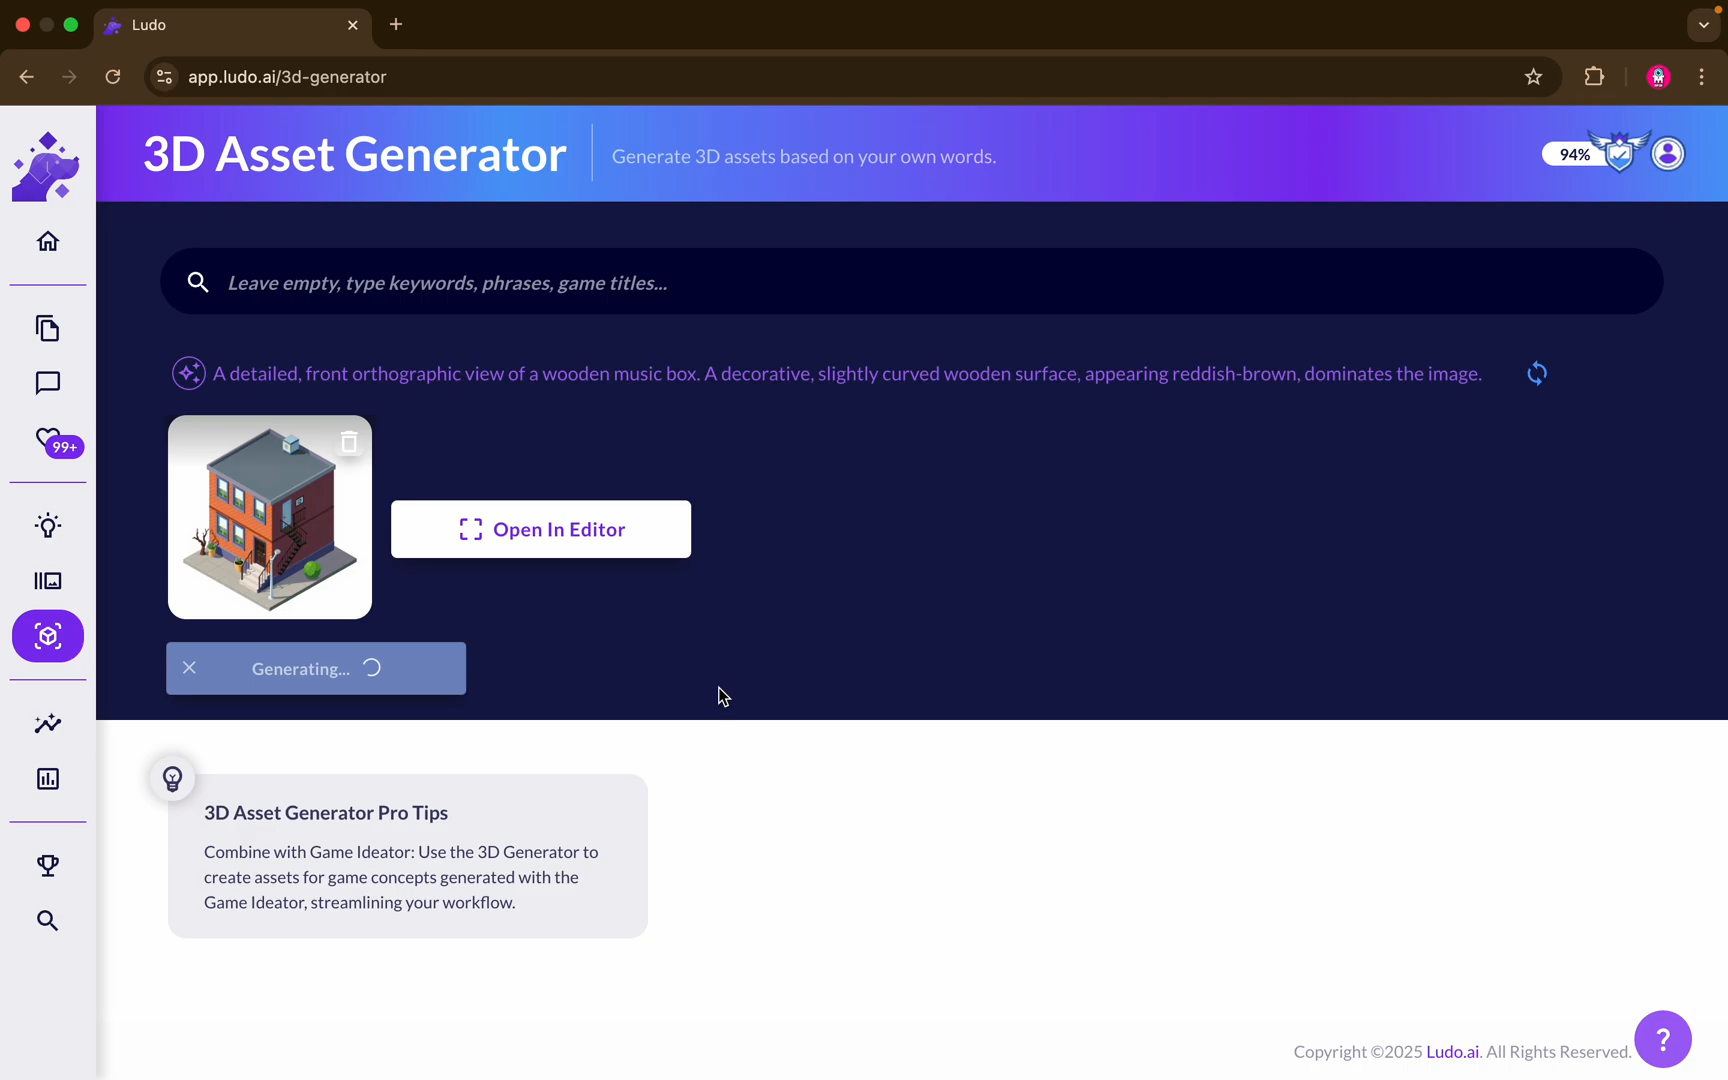 Ludo
app.ludo.ai/3d-generator
3D Asset Generator
Generate 3D assets based on your own words.
94%
Leave empty, type keywords, phrases, game titles...
A detailed, front orthographic view of a wooden music box. A decorative, slightly curved wooden surface, appearing reddish-brown, dominates the image.
99+
Open In Editor
Generating...
3D Asset Generator Pro Tips
Combine with Game Ideator: Use the 3D Generator to
create assets for game concepts generated with the
Game Ideator, streamlining your workflow.
Copyright ©2025 Ludo.ai. All Rights Reserved.
?